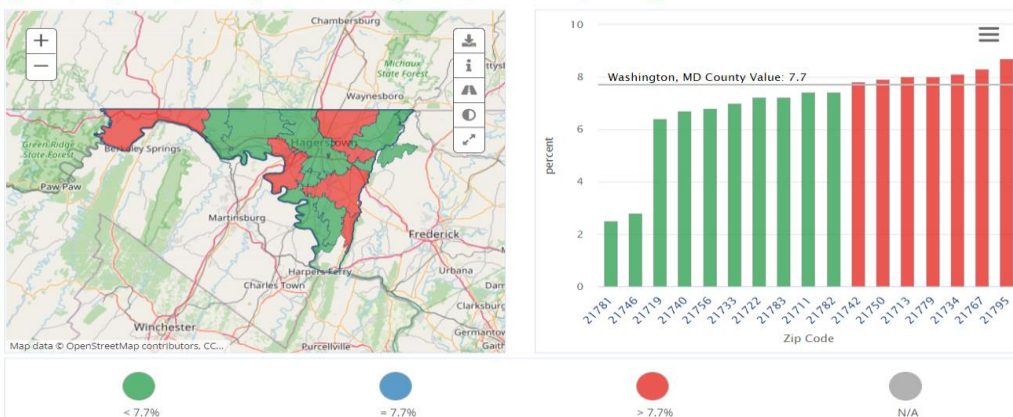 Chambersburg
Michaux
State Forest
Waynesboro
Green Ridge
State Forest
Hagerstown
Berkeley Springs
Paw Paw
Martinsburg
Frederick
Harpers Ferry
Urbana
Charles Town
Clarksburg
Winchester
Purcellville
Map data © OpenStreetMap contributors, CC...
+
−
i
10
8
6
4
2
0
percent
Washington, MD County Value: 7.7
21781
21746
21719
21740
21756
21733
21722
21783
21711
21782
21742
21750
21713
21779
21734
21767
21795
Zip Code
< 7.7%
= 7.7%
> 7.7%
N/A